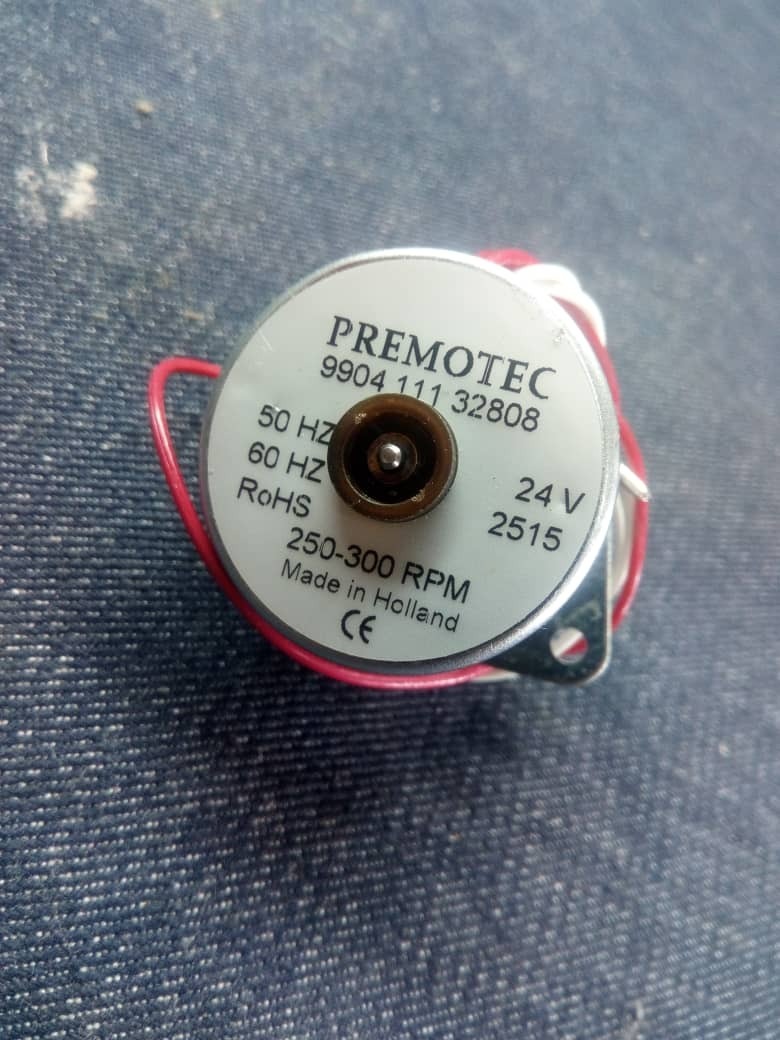 PREMOTEC
9904 111 32808
50 HZ
60 HZ 24 V
RoHS 2515
250-300 RPM
Made in Holland
CE